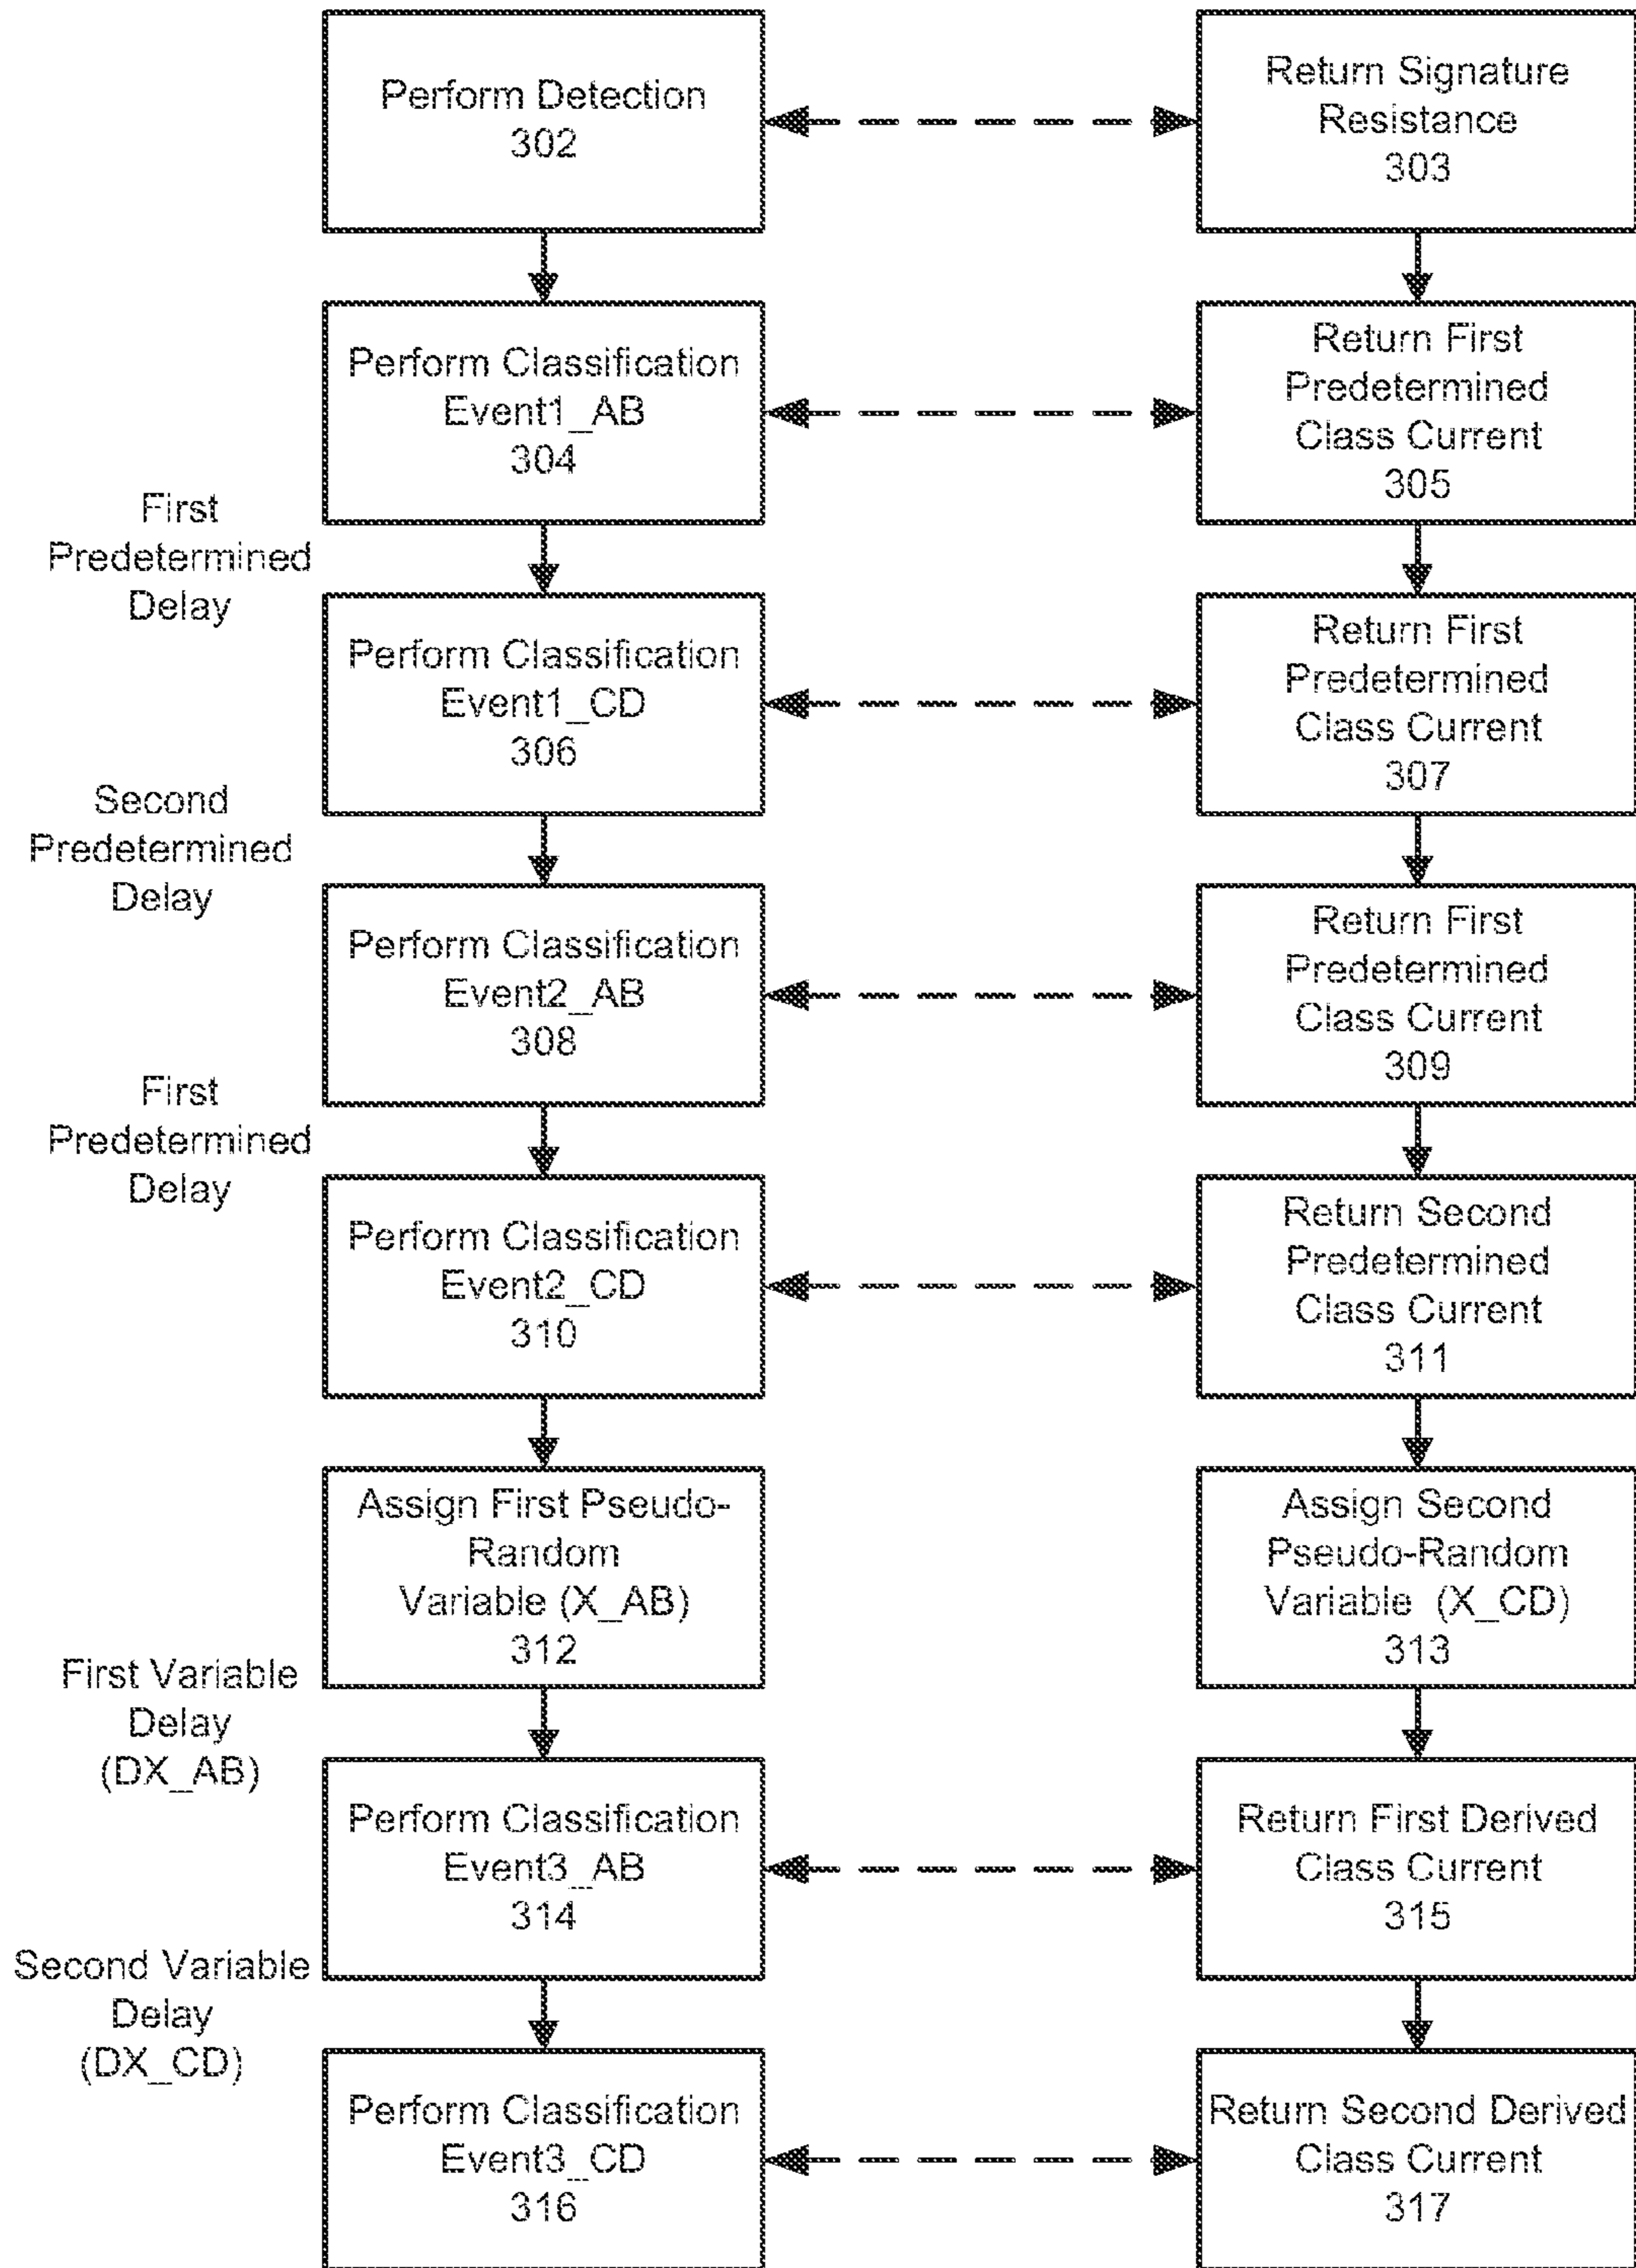 Perform Detection
302
Return Signature
Resistance
303
Perform Classification
Event1_AB
304
Return First
Predetermined
Class Current
305
First
Predetermined
Delay
Perform Classification
Event1_CD
306
Return First
Predetermined
Class Current
307
Second
Predetermined
Delay
Perform Classification
Event2_AB
308
Return First
Predetermined
Class Current
309
First
Predetermined
Delay
Perform Classification
Event2_CD
310
Return Second
Predetermined
Class Current
311
Assign First Pseudo-
Random
Variable (X_AB)
312
Assign Second
Pseudo-Random
Variable (X_CD)
313
First Variable
Delay
(DX_AB)
Perform Classification
Event3_AB
314
Return First Derived
Class Current
315
Second Variable
Delay
(DX_CD)
Perform Classification
Event3_CD
316
Return Second Derived
Class Current
317